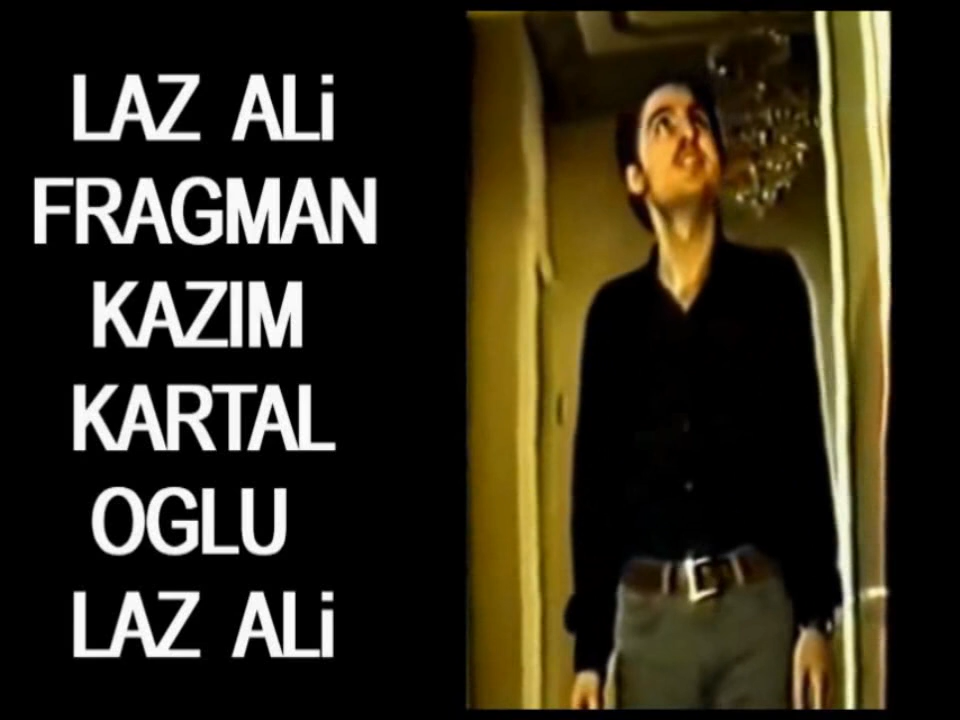 LAZ ALi
FRAGMAN
KAZIM
KARTAL
OGLU
LAZ ALi